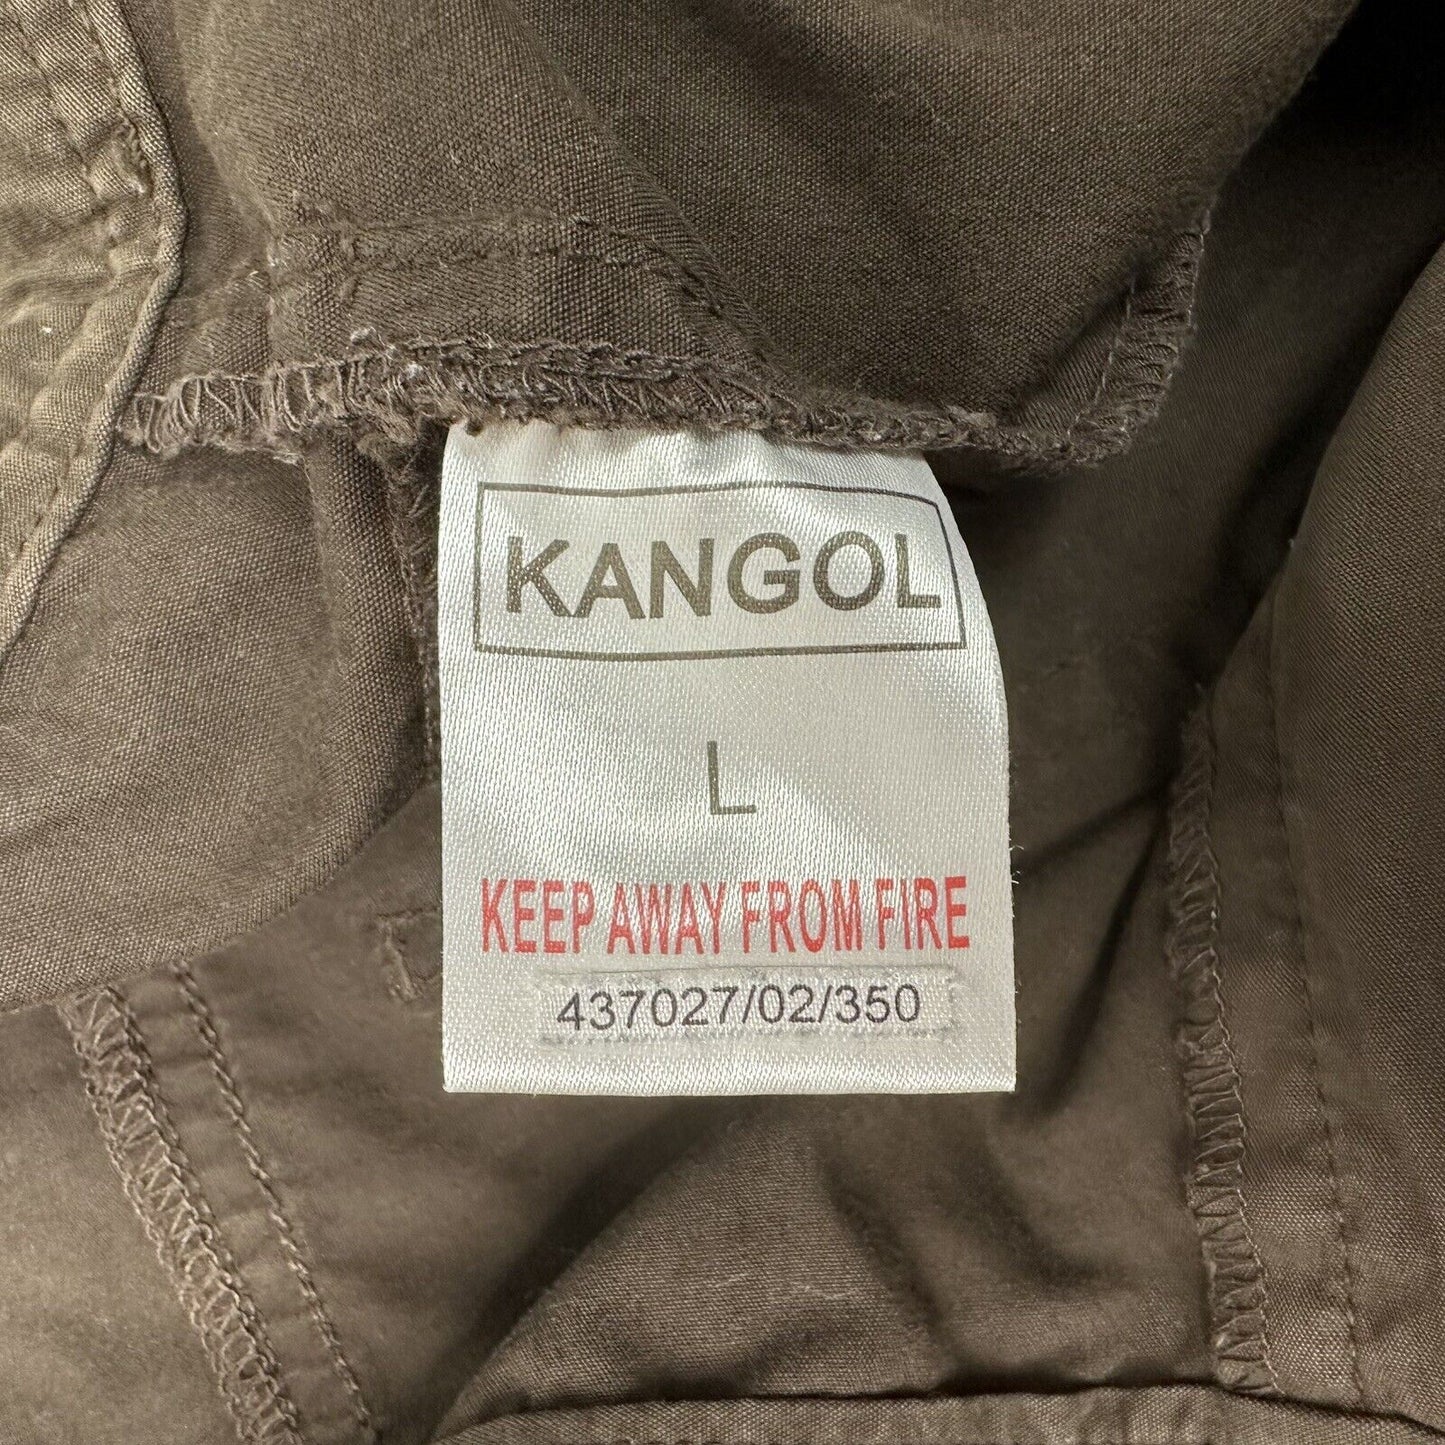 KANGOL
L
KEEP AWAY FROM FIRE
437027/02/350